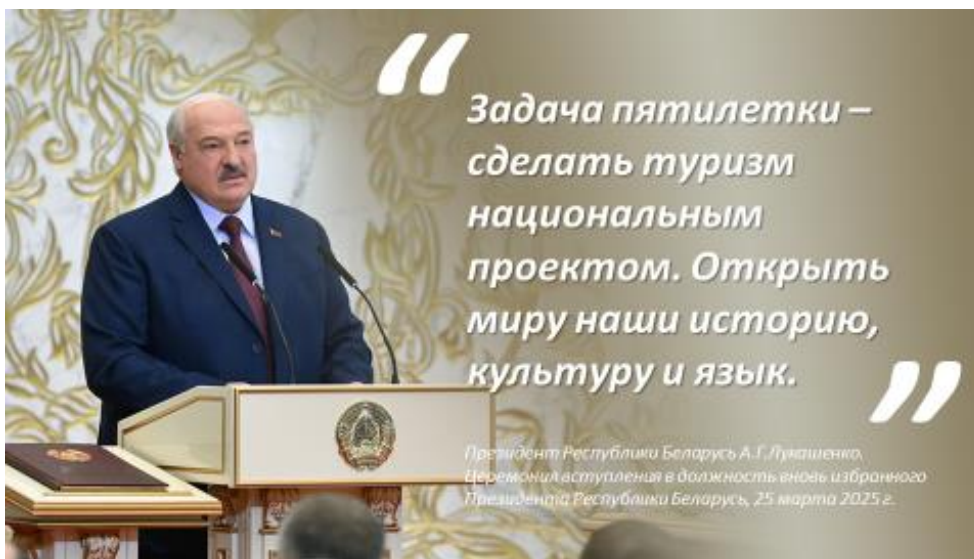 “
Задача пятилетки –
сделать туризм
национальным
проектом. Открыть
миру наши историю,
культуру и язык.
”
Президент Республики Беларусь А.Г.Лукашенко.
Церемония вступления в должность вновь избранного
Президента Республики Беларусь, 25 марта 2025 г.